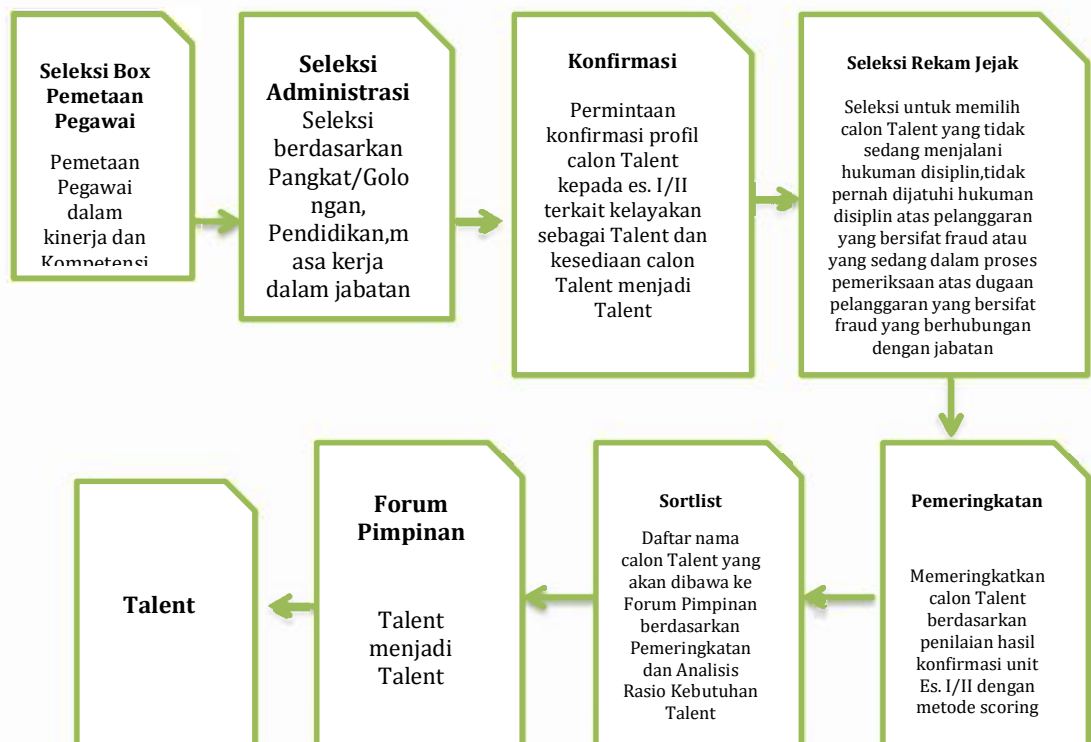 Seleksi Box
Pemetaan
Pegawai
Pemetaan
Pegawai
dalam
kinerja dan
Kompetensi
Seleksi
Administrasi
Seleksi
berdasarkan
Pangkat/Golo
ngan,
Pendidikan,m
asa kerja
dalam jabatan
Konfirmasi
Permintaan
konfirmasi profil
calon Talent
kepada es. I/II
terkait kelayakan
sebagai Talent dan
kesediaan calon
Talent menjadi
Talent
Seleksi Rekam Jejak
Seleksi untuk memilih
calon Talent yang tidak
sedang menjalani
hukuman disiplin,tidak
pernah dijatuhi hukuman
disiplin atas pelanggaran
yang bersifat fraud atau
yang sedang dalam proses
pemeriksaan atas dugaan
pelanggaran yang bersifat
fraud yang berhubungan
dengan jabatan
Pemeringkatan
Memeringkatkan
calon Talent
berdasarkan
penilaian hasil
konfirmasi unit
Es. I/II dengan
metode scoring
Sortlist
Daftar nama
calon Talent yang
akan dibawa ke
Forum Pimpinan
berdasarkan
Pemeringkatan
dan Analisis
Rasio Kebutuhan
Talent
Forum
Pimpinan
Talent
menjadi
Talent
Talent